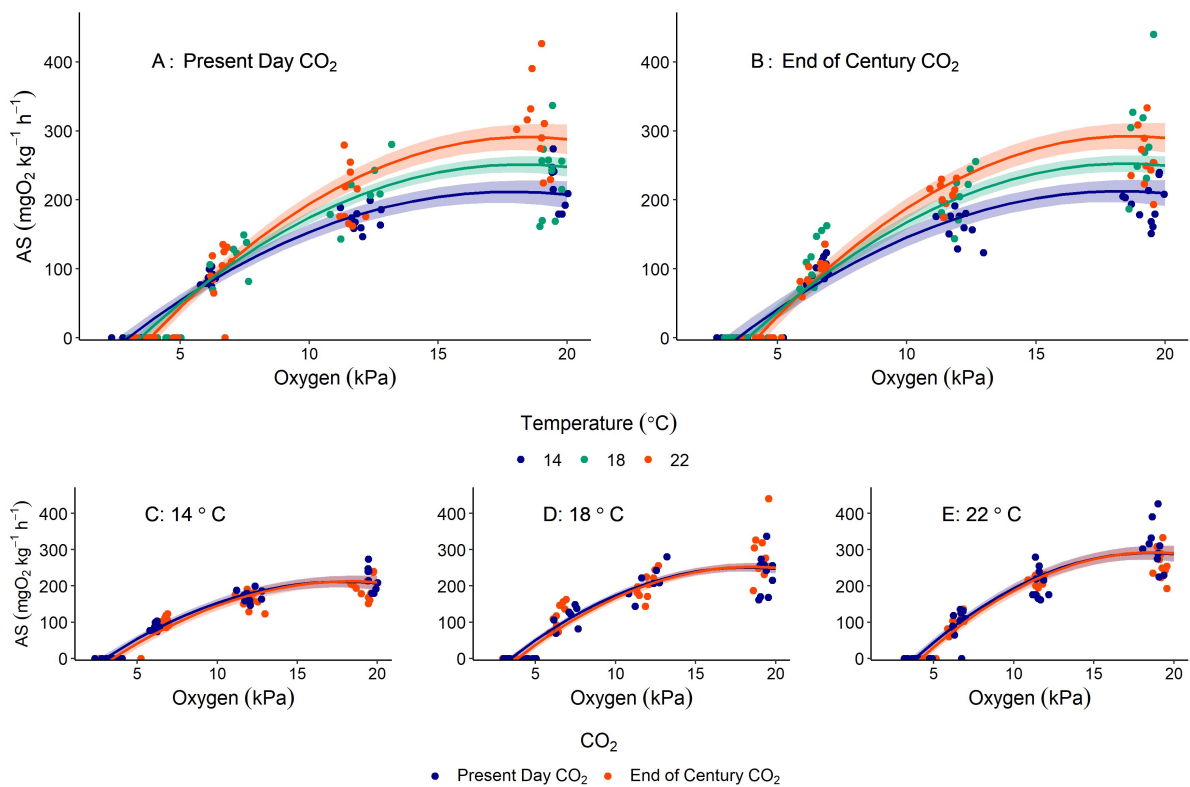 A : Present Day CO₂
B : End of Century CO₂
AS (mgO₂ kg⁻¹ h⁻¹)
400
300
200
100
0
5 10 15 20
Oxygen (kPa)
400
300
200
100
0
5 10 15 20
Oxygen (kPa)
Temperature (°C)
14 18 22
C: 14 ° C
D: 18 ° C
E: 22 ° C
AS (mgO₂ kg⁻¹ h⁻¹)
400
300
200
100
0
5 10 15 20
Oxygen (kPa)
400
300
200
100
0
5 10 15 20
Oxygen (kPa)
400
300
200
100
0
5 10 15 20
Oxygen (kPa)
CO₂
Present Day CO₂ End of Century CO₂